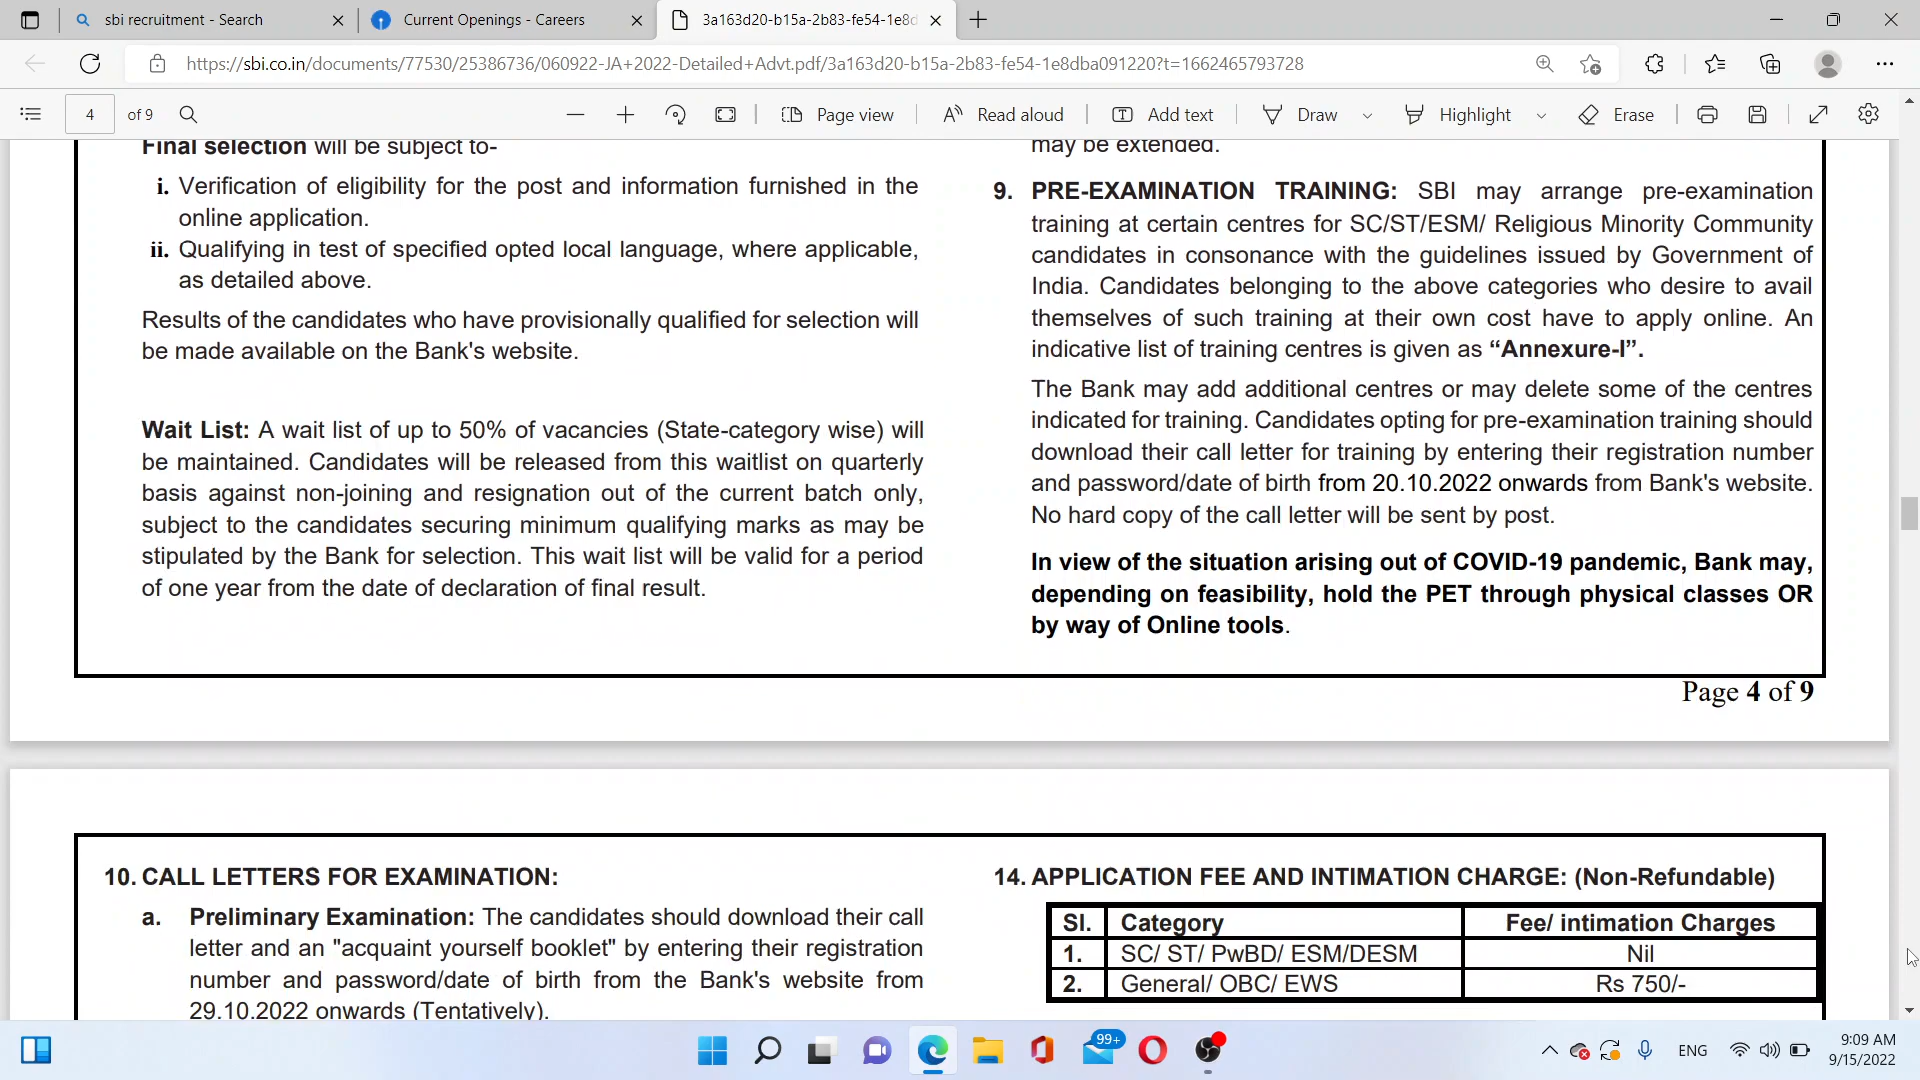 sbi recruitment - Search
Current Openings - Careers
3a163d20-b15a-2b83-fe54-1e8d
https://sbi.co.in/documents/77530/25386736/060922-JA+2022-Detailed+Advt.pdf/3a163d20-b15a-2b83-fe54-1e8dba091220?t=1662465793728
4 of 9
Page view
Read aloud
Add text
Draw
Highlight
Erase
Final selection will be subject to-
i. Verification of eligibility for the post and information furnished in the
online application.
ii. Qualifying in test of specified opted local language, where applicable,
as detailed above.
Results of the candidates who have provisionally qualified for selection will
be made available on the Bank's website.
Wait List: A wait list of up to 50% of vacancies (State-category wise) will
be maintained. Candidates will be released from this waitlist on quarterly
basis against non-joining and resignation out of the current batch only,
subject to the candidates securing minimum qualifying marks as may be
stipulated by the Bank for selection. This wait list will be valid for a period
of one year from the date of declaration of final result.
may be extended.
9. PRE-EXAMINATION TRAINING: SBI may arrange pre-examination
training at certain centres for SC/ST/ESM/ Religious Minority Community
candidates in consonance with the guidelines issued by Government of
India. Candidates belonging to the above categories who desire to avail
themselves of such training at their own cost have to apply online. An
indicative list of training centres is given as “Annexure-I”.
The Bank may add additional centres or may delete some of the centres
indicated for training. Candidates opting for pre-examination training should
download their call letter for training by entering their registration number
and password/date of birth from 20.10.2022 onwards from Bank's website.
No hard copy of the call letter will be sent by post.
In view of the situation arising out of COVID-19 pandemic, Bank may,
depending on feasibility, hold the PET through physical classes OR
by way of Online tools.
Page 4 of 9
10. CALL LETTERS FOR EXAMINATION:
a. Preliminary Examination: The candidates should download their call
letter and an "acquaint yourself booklet" by entering their registration
number and password/date of birth from the Bank's website from
29.10.2022 onwards (Tentatively).
14. APPLICATION FEE AND INTIMATION CHARGE: (Non-Refundable)
Sl. Category Fee/ intimation Charges
1. SC/ ST/ PwBD/ ESM/DESM Nil
2. General/ OBC/ EWS Rs 750/-
99+
ENG
9:09 AM
9/15/2022